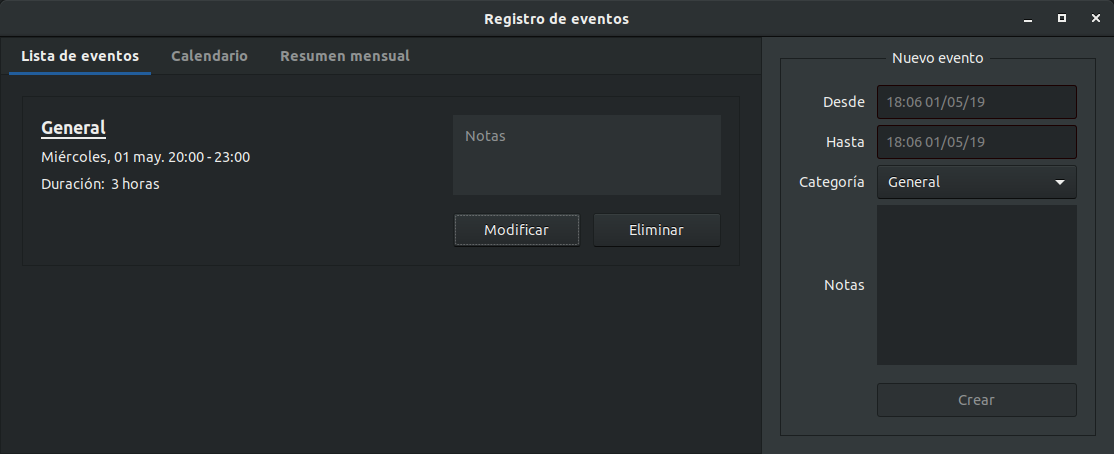 Registro de eventos
Lista de eventos Calendario Resumen mensual
General
Miércoles, 01 may. 20:00 - 23:00
Duración: 3 horas
Notas
Modificar Eliminar
Nuevo evento
Desde 18:06 01/05/19
Hasta 18:06 01/05/19
Categoría General
Notas
Crear